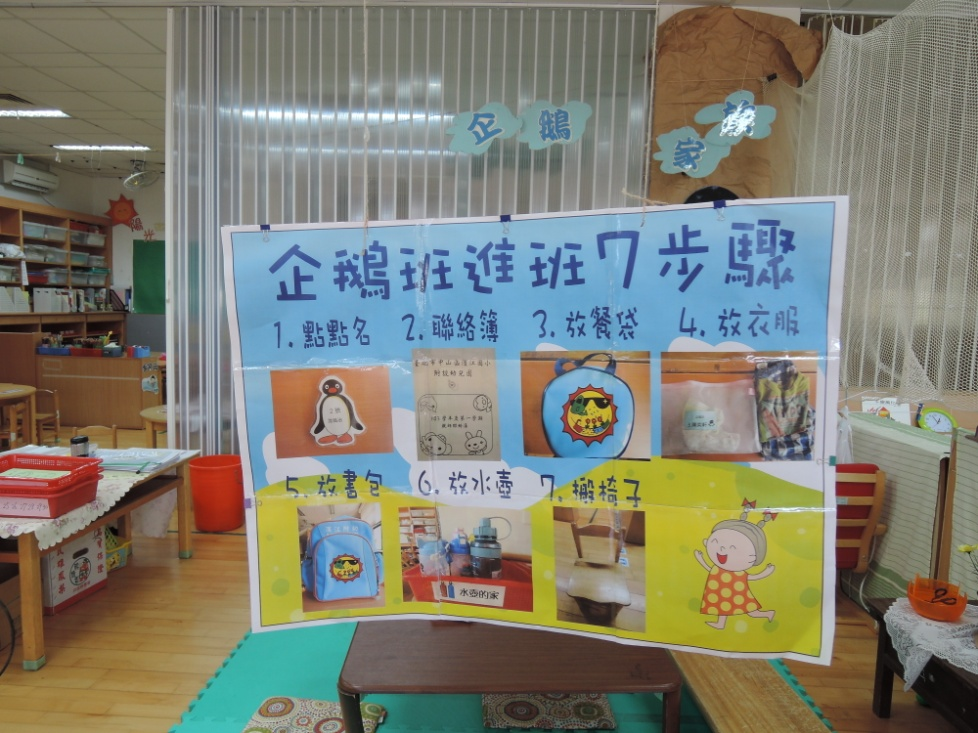 企鵝
家族
企鵝班進班7步驟
1.點點名 2.聯絡簿 3.放餐袋 4.放衣服
5.放書包 6.放水壺 7.搬椅子
水壺的家